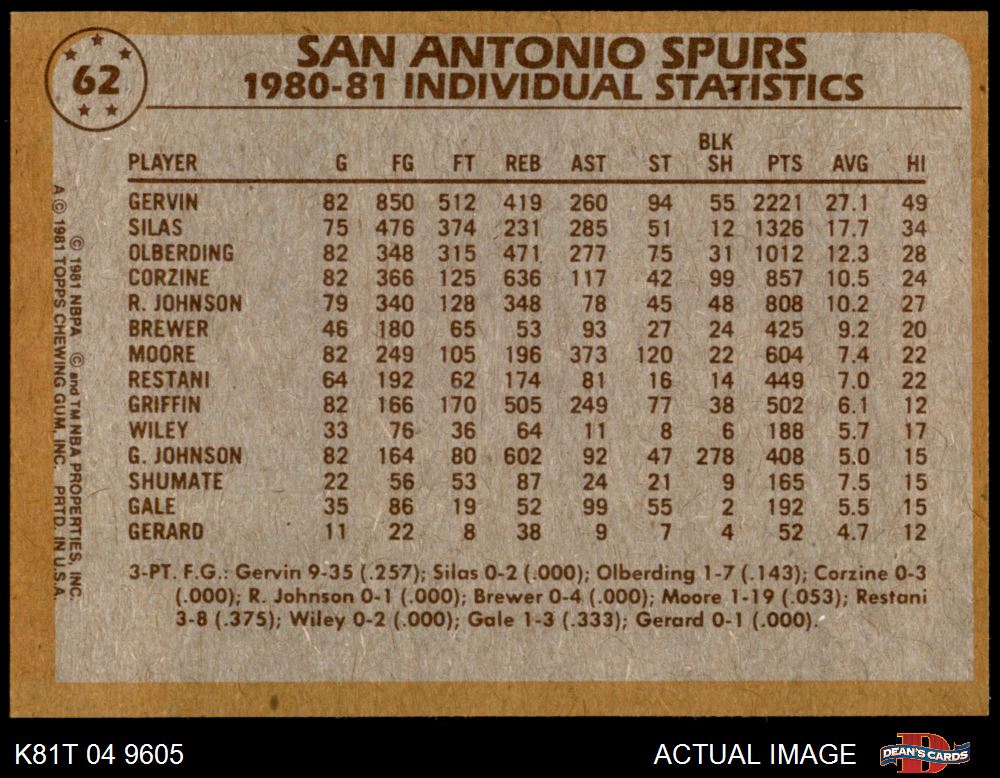 62
SAN ANTONIO SPURS
1980-81 INDIVIDUAL STATISTICS
PLAYER G FG FT REB AST ST BLK SH PTS AVG HI
GERVIN 82 850 512 419 260 94 55 2221 27.1 49
SILAS 75 476 374 231 285 51 12 1326 17.7 34
OLBERDING 82 348 315 471 277 75 31 1012 12.3 28
CORZINE 82 366 125 636 117 42 99 857 10.5 24
R. JOHNSON 79 340 128 348 78 45 48 808 10.2 27
BREWER 46 180 65 53 93 27 24 425 9.2 20
MOORE 82 249 105 196 373 120 22 604 7.4 22
RESTANI 64 192 62 174 81 16 14 449 7.0 22
GRIFFIN 82 166 170 505 249 77 38 502 6.1 12
WILEY 33 76 36 64 11 8 6 188 5.7 17
G. JOHNSON 82 164 80 602 92 47 278 408 5.0 15
SHUMATE 22 56 53 87 24 21 9 165 7.5 15
GALE 35 86 19 52 99 55 2 192 5.5 15
GERARD 11 22 8 38 9 7 4 52 4.7 12
3-PT. F.G.: Gervin 9-35 (.257); Silas 0-2 (.000); Olberding 1-7 (.143); Corzine 0-3
(.000); R. Johnson 0-1 (.000); Brewer 0-4 (.000); Moore 1-19 (.053); Restani
3-8 (.375); Wiley 0-2 (.000); Gale 1-3 (.333); Gerard 0-1 (.000).
© 1981 NBPA © and TM NBA PROPERTIES, INC.
A © 1981 TOPPS CHEWING GUM, INC. PRTD. IN U.S.A.
K81T 04 9605
ACTUAL IMAGE
D
DEAN'S CARDS